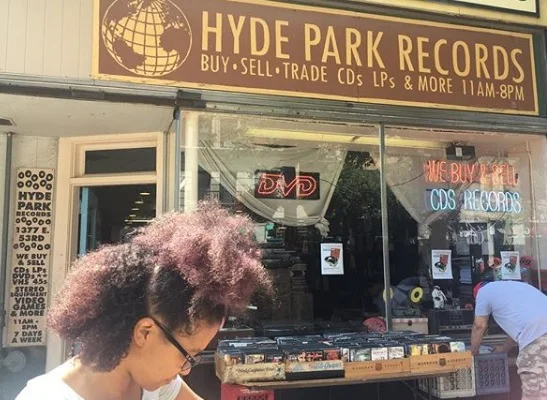 HYDE PARK RECORDS
BUY · SELL · TRADE CDs LPs & MORE 11AM-8PM
DVD
WE BUY & SELL
CDS RECORDS
HYDE
PARK
RECORDS
1377 E.
53RD
WE BUY
& SELL
CDs LPs
DVDs
VHS 45s
STEREO
EQUIPMENT
VIDEO
GAMES
& MORE
11AM -
8PM
7 DAYS
A WEEK